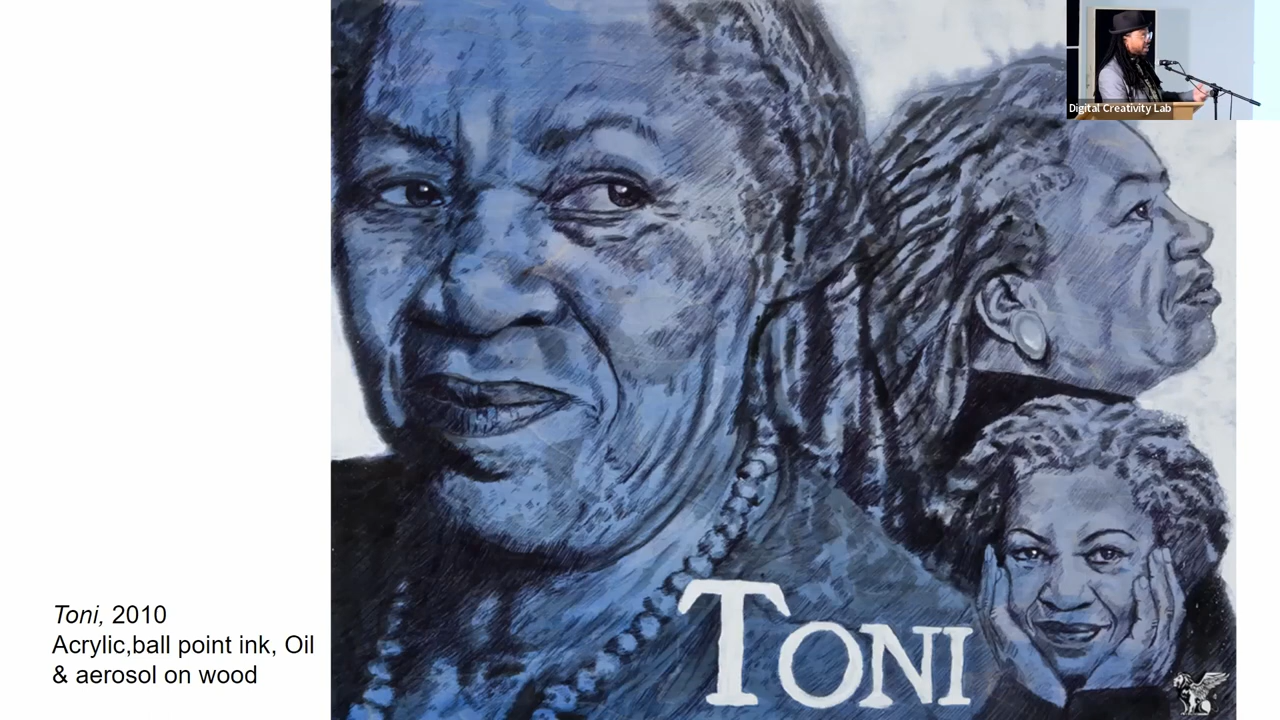 Digital Creativity Lab
TONI
Toni, 2010
Acrylic,ball point ink, Oil
& aerosol on wood